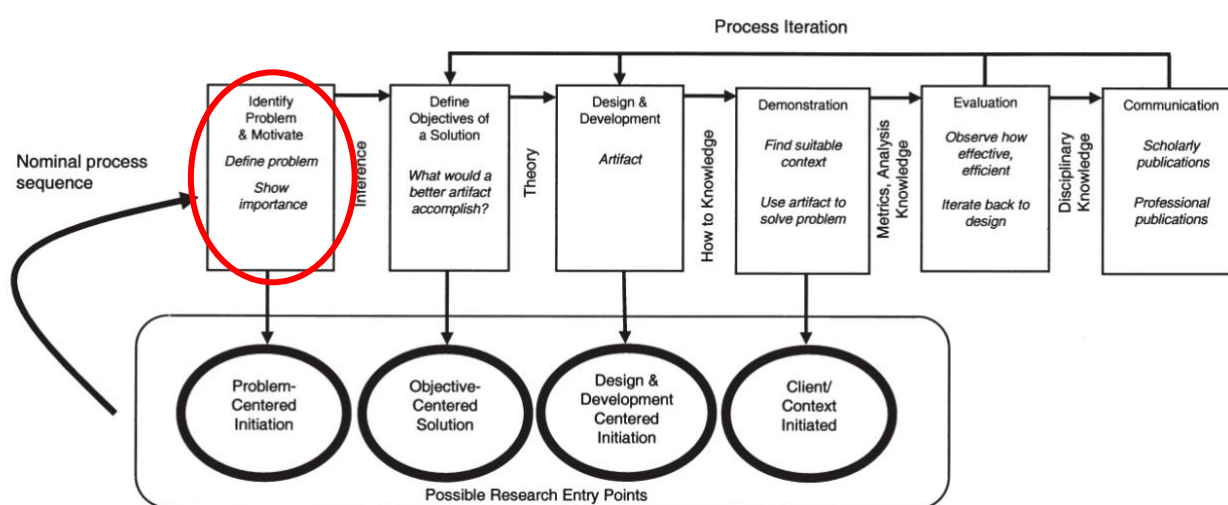 Process Iteration
Nominal process
sequence
Identify
Problem
& Motivate
Define problem
Show
importance
Inference
Define
Objectives of
a Solution
What would a
better artifact
accomplish?
Theory
Design &
Development
Artifact
How to Knowledge
Demonstration
Find suitable
context
Use artifact to
solve problem
Metrics, Analysis
Knowledge
Evaluation
Observe how
effective,
efficient
Iterate back to
design
Disciplinary
Knowledge
Communication
Scholarly
publications
Professional
publications
Problem-
Centered
Initiation
Objective-
Centered
Solution
Design &
Development
Centered
Initiation
Client/
Context
Initiated
Possible Research Entry Points